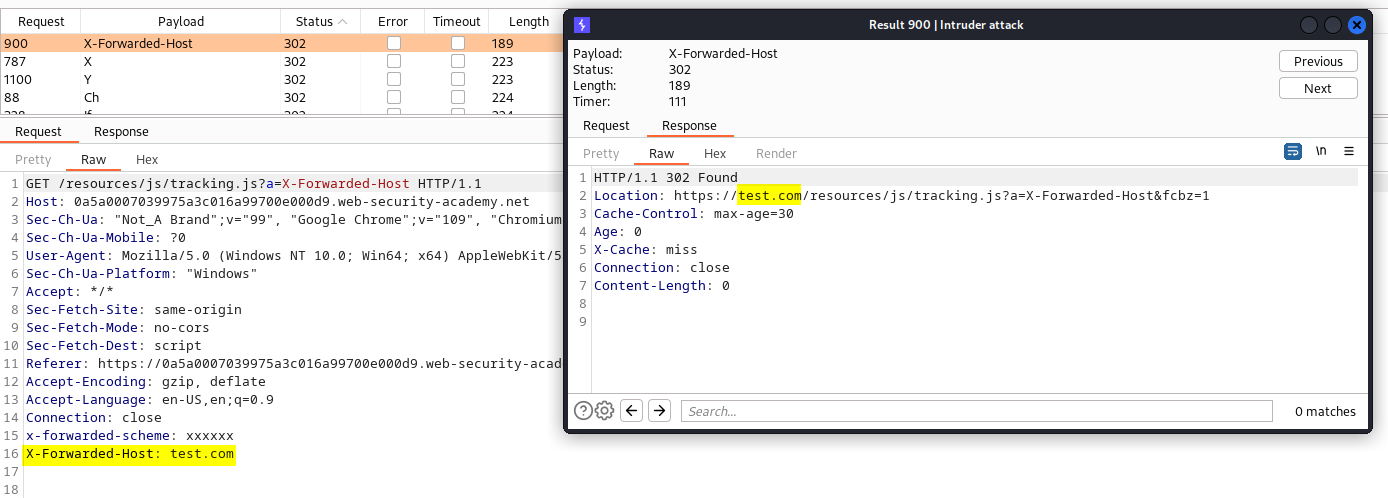 Request Payload Status Error Timeout Length
900 X-Forwarded-Host 302 189
787 X 302 223
1100 Y 302 223
88 Ch 302 224
Request Response
Pretty Raw Hex
1 GET /resources/js/tracking.js?a=X-Forwarded-Host HTTP/1.1
2 Host: 0a5a0007039975a3c016a99700e000d9.web-security-academy.net
3 Sec-Ch-Ua: "Not_A Brand";v="99", "Google Chrome";v="109", "Chromium
4 Sec-Ch-Ua-Mobile: ?0
5 User-Agent: Mozilla/5.0 (Windows NT 10.0; Win64; x64) AppleWebKit/5
6 Sec-Ch-Ua-Platform: "Windows"
7 Accept: */*
8 Sec-Fetch-Site: same-origin
9 Sec-Fetch-Mode: no-cors
10 Sec-Fetch-Dest: script
11 Referer: https://0a5a0007039975a3c016a99700e000d9.web-security-acad
12 Accept-Encoding: gzip, deflate
13 Accept-Language: en-US,en;q=0.9
14 Connection: close
15 x-forwarded-scheme: xxxxxx
16 X-Forwarded-Host: test.com
17
18
Result 900 | Intruder attack
Payload: X-Forwarded-Host
Status: 302
Length: 189
Timer: 111
Previous
Next
Request Response
Pretty Raw Hex Render
\n
1 HTTP/1.1 302 Found
2 Location: https://test.com/resources/js/tracking.js?a=X-Forwarded-Host&fcbz=1
3 Cache-Control: max-age=30
4 Age: 0
5 X-Cache: miss
6 Connection: close
7 Content-Length: 0
8
9
Search...
0 matches